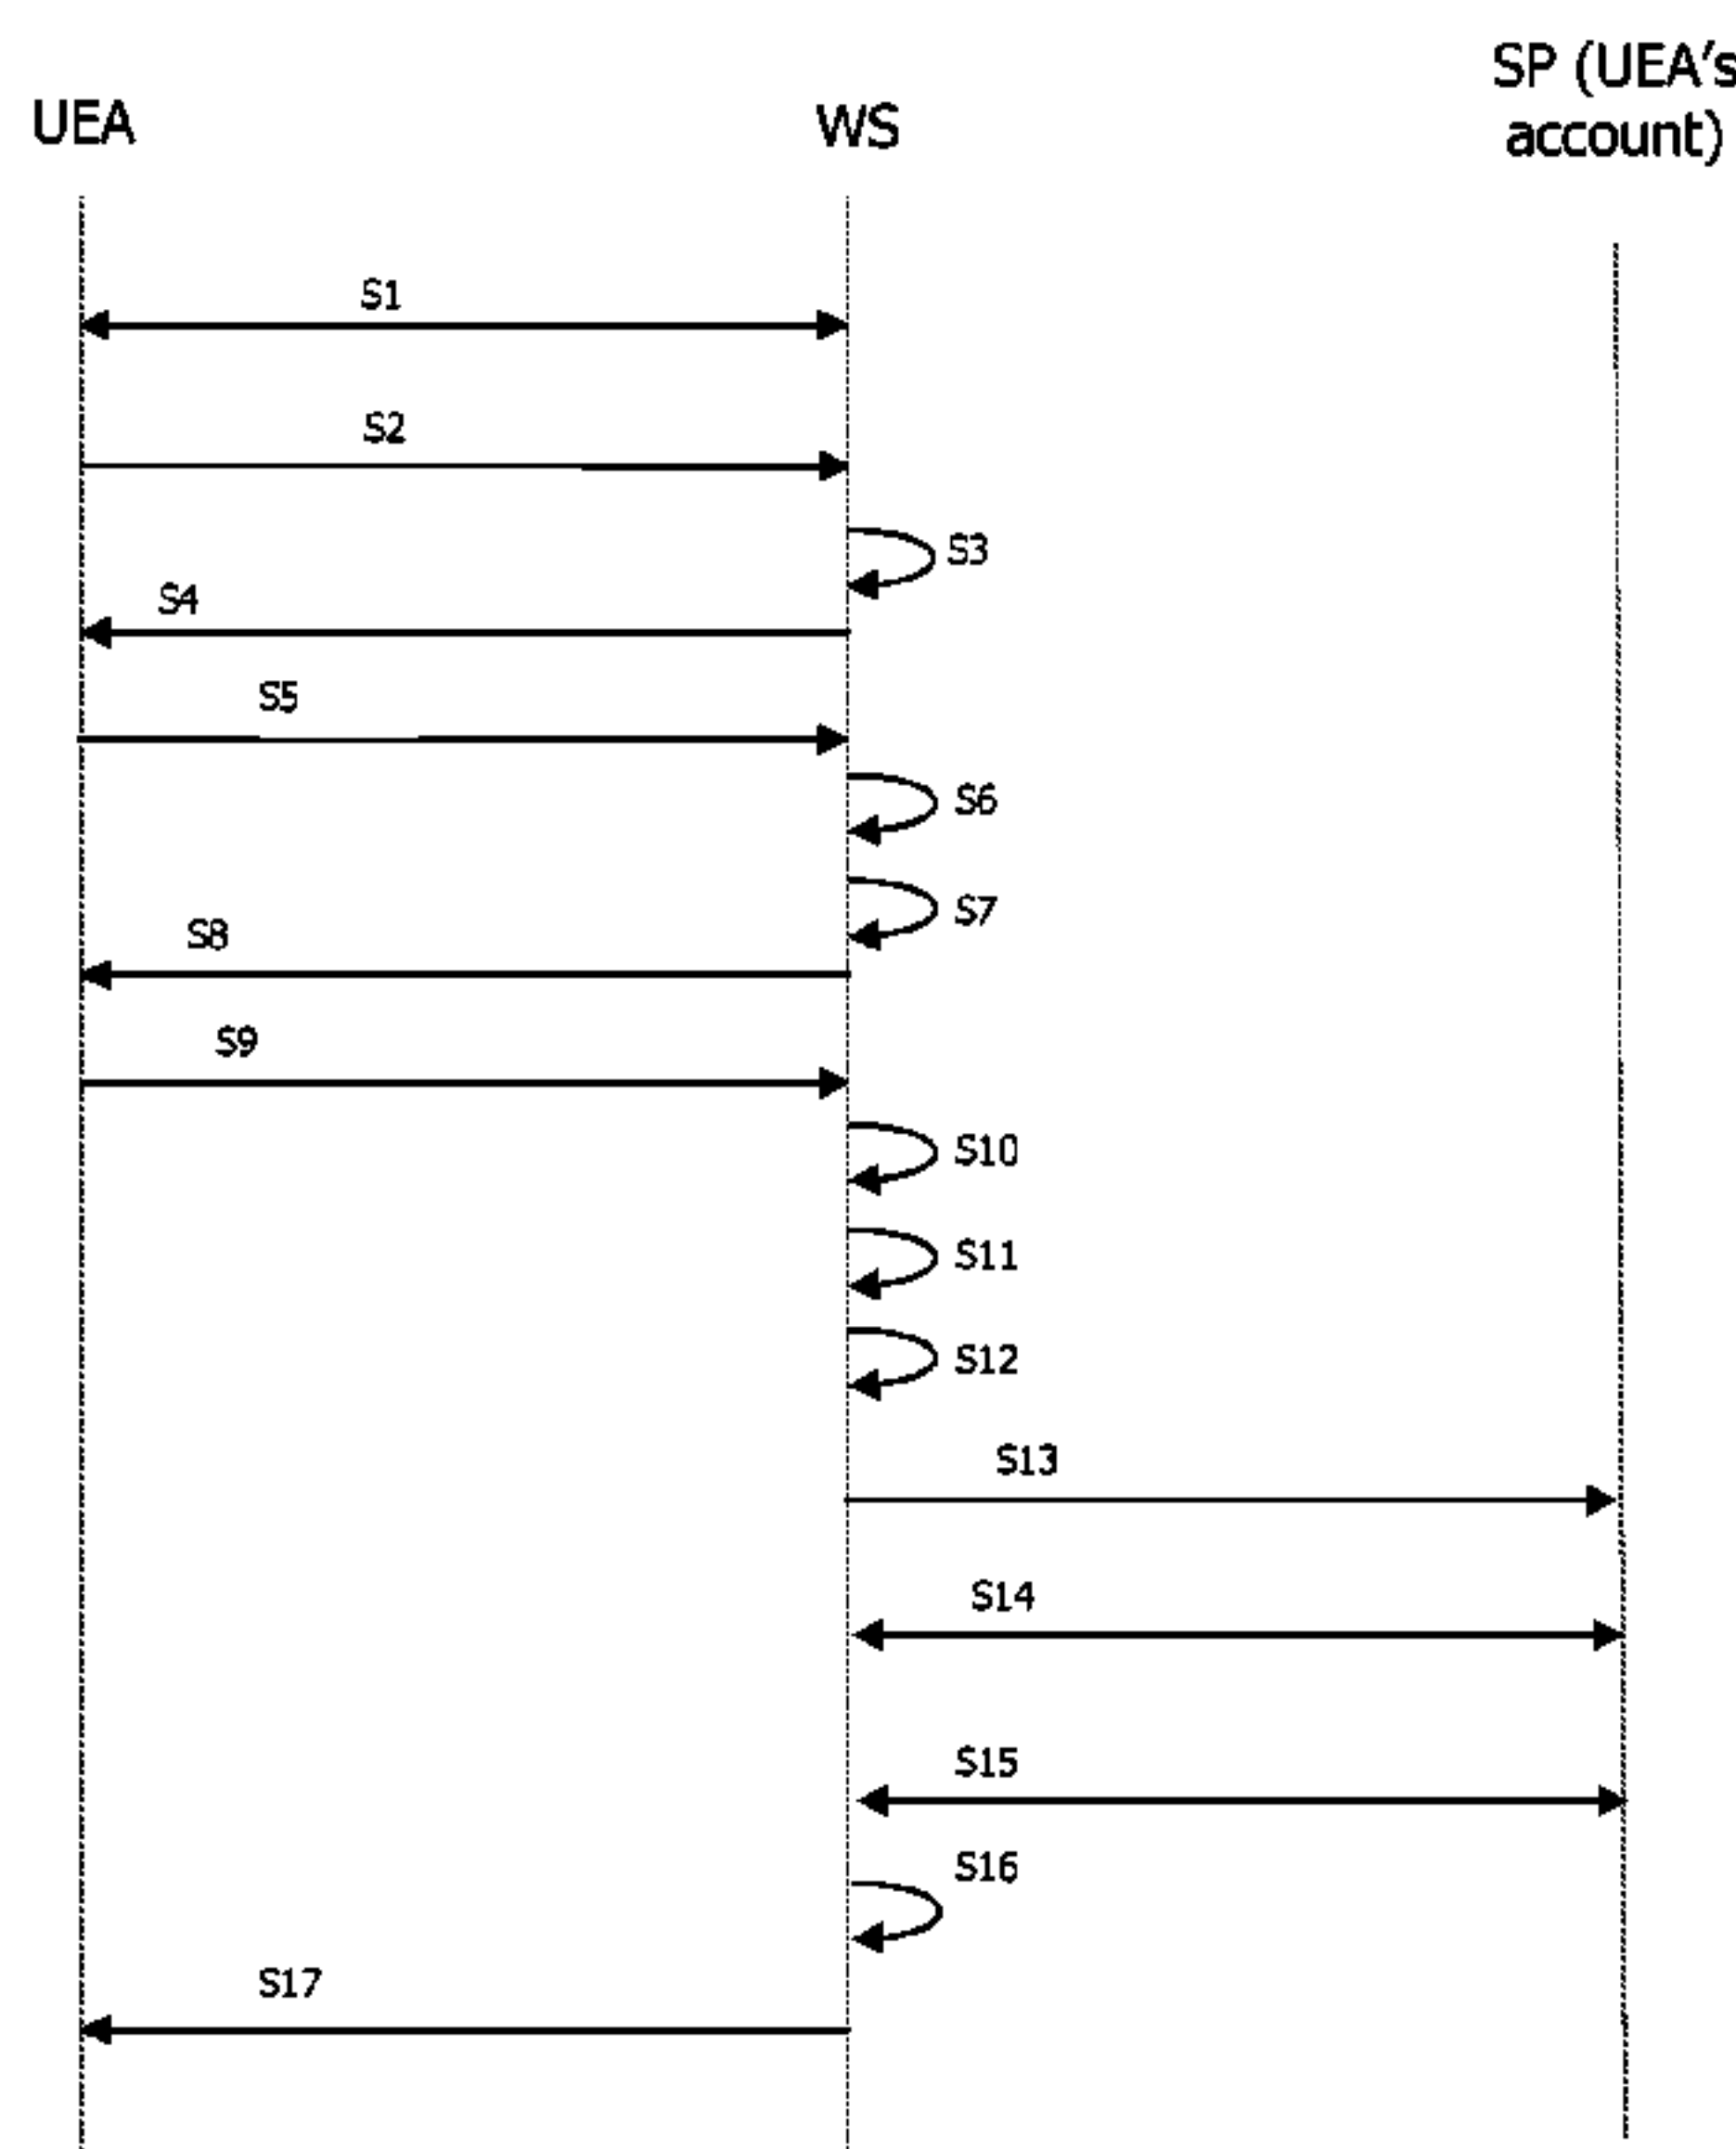 UEA
WS
SP (UEA's
account)
S1
S2
S3
S4
S5
S6
S7
S8
S9
S10
S11
S12
S13
S14
S15
S16
S17